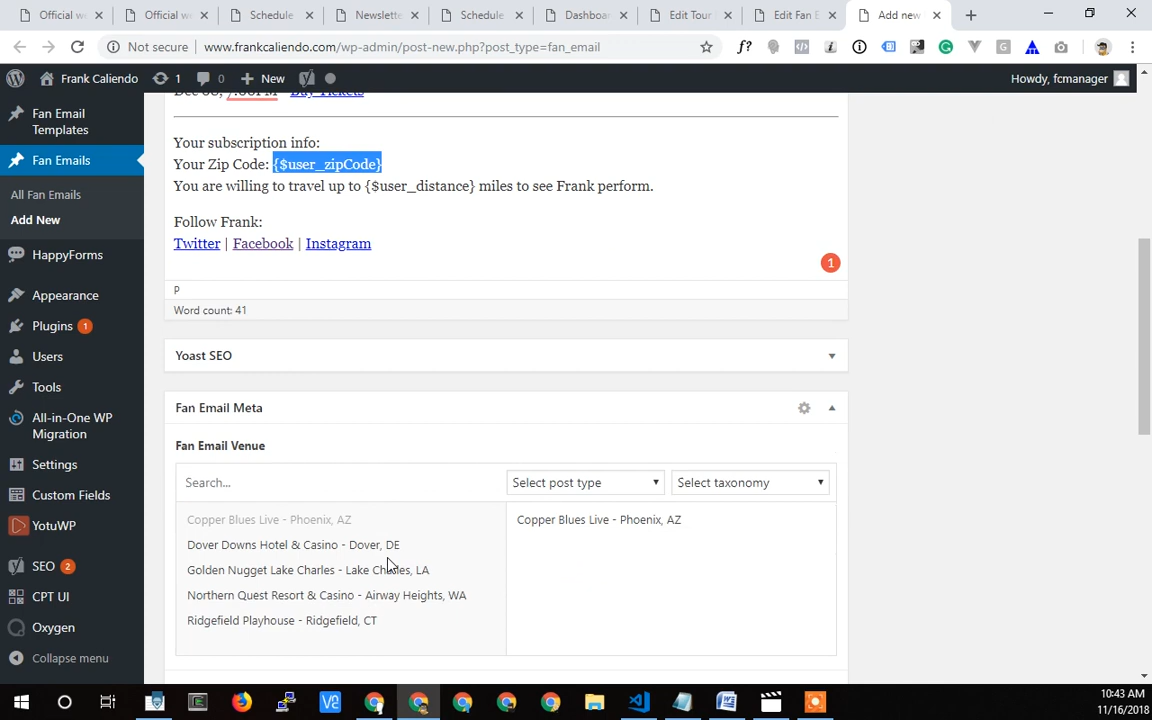 Official we
Official we
Schedule
Newslette
Schedule
Dashboar
Edit Tour
Edit Fan E
Add new
Not secure
www.frankcaliendo.com/wp-admin/post-new.php?post_type=fan_email
f?
Frank Caliendo
1
0
New
Howdy, fcmanager
Fan Email
Templates
Fan Emails
All Fan Emails
Add New
HappyForms
Appearance
Plugins 1
Users
Tools
All-in-One WP
Migration
Settings
Custom Fields
YotuWP
SEO 2
CPT UI
Oxygen
Collapse menu
Your subscription info:
Your Zip Code: {$user_zipCode}
You are willing to travel up to {$user_distance} miles to see Frank perform.
Follow Frank:
Twitter | Facebook | Instagram
1
p
Word count: 41
Yoast SEO
Fan Email Meta
Fan Email Venue
Search...
Select post type
Select taxonomy
Copper Blues Live - Phoenix, AZ
Copper Blues Live - Phoenix, AZ
Dover Downs Hotel & Casino - Dover, DE
Golden Nugget Lake Charles - Lake Charles, LA
Northern Quest Resort & Casino - Airway Heights, WA
Ridgefield Playhouse - Ridgefield, CT
10:43 AM
11/16/2018